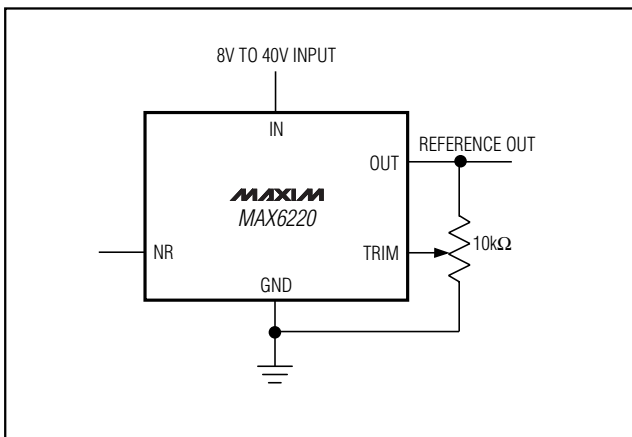 8V TO 40V INPUT
IN
REFERENCE OUT
OUT
MAXIM
MAX6220
10kΩ
NR
TRIM
GND